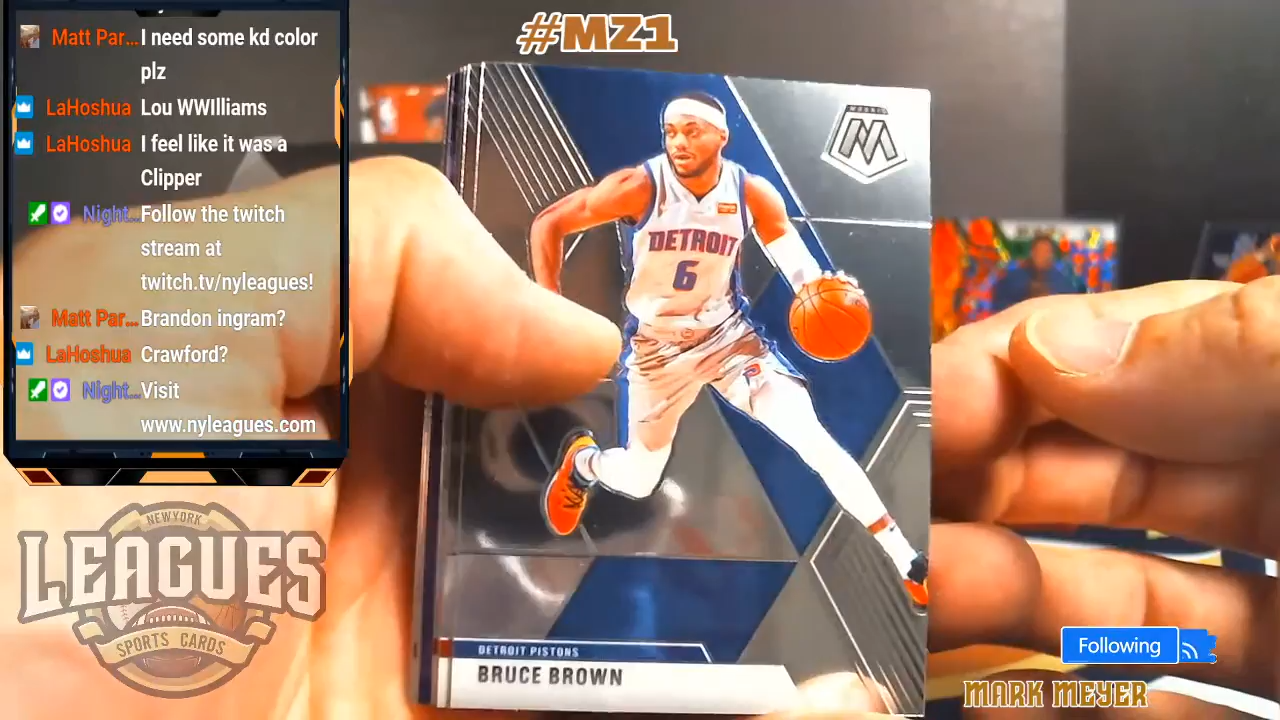 #MZ1
Matt Par... I need some kd color
plz
LaHoshua Lou WWIlliams
LaHoshua I feel like it was a
Clipper
Night... Follow the twitch
stream at
twitch.tv/nyleagues!
Matt Par... Brandon ingram?
LaHoshua Crawford?
Night... Visit
www.nyleagues.com
NEWYORK
LEAGUES
SPORTS CARDS
MOSAIC
M
DETROIT
6
DETROIT PISTONS
BRUCE BROWN
Following
MARK MEYER